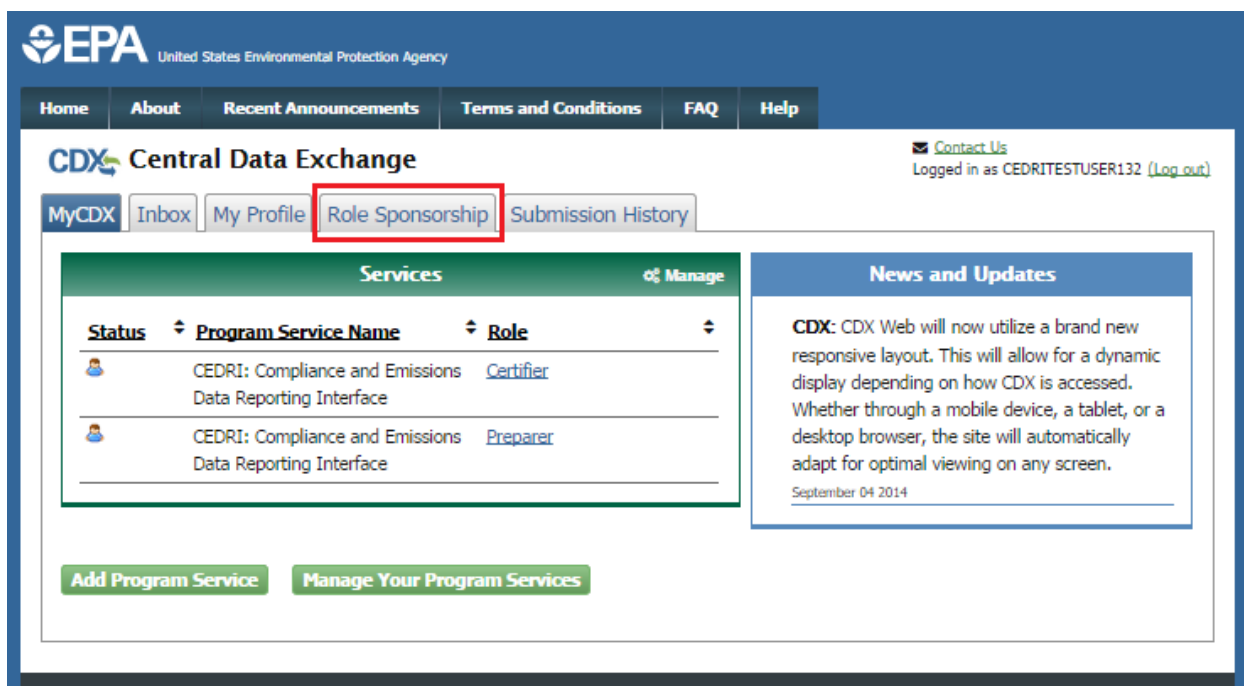 EPA United States Environmental Protection Agency
Home About Recent Announcements Terms and Conditions FAQ Help
CDX Central Data Exchange
Contact Us
Logged in as CEDRITESTUSER132 (Log out)
MyCDX Inbox My Profile Role Sponsorship Submission History
Services Manage
Status Program Service Name Role
CEDRI: Compliance and Emissions Certifier
Data Reporting Interface
CEDRI: Compliance and Emissions Preparer
Data Reporting Interface
News and Updates
CDX: CDX Web will now utilize a brand new
responsive layout. This will allow for a dynamic
display depending on how CDX is accessed.
Whether through a mobile device, a tablet, or a
desktop browser, the site will automatically
adapt for optimal viewing on any screen.
September 04 2014
Add Program Service Manage Your Program Services